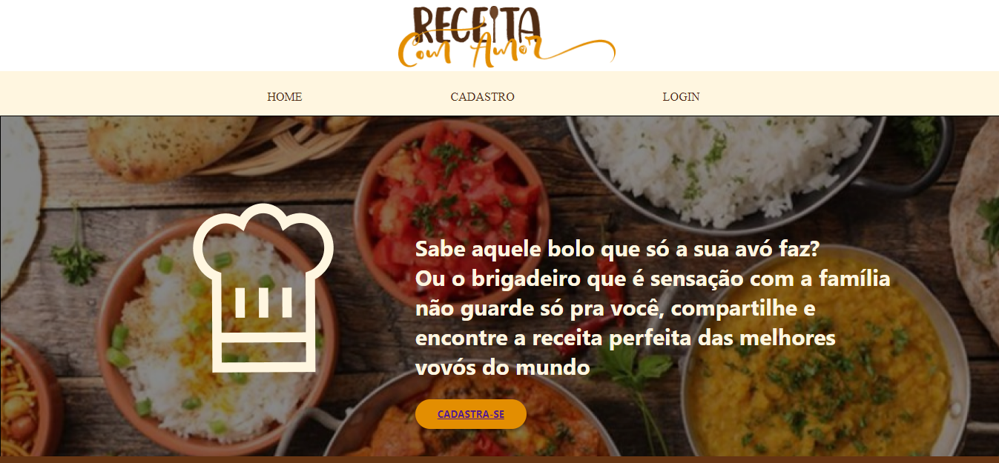 RECEITA
Com Amor
HOME CADASTRO LOGIN
Sabe aquele bolo que só a sua avó faz?
Ou o brigadeiro que é sensação com a família
não guarde só pra você, compartilhe e
encontre a receita perfeita das melhores
vovós do mundo
CADASTRA-SE